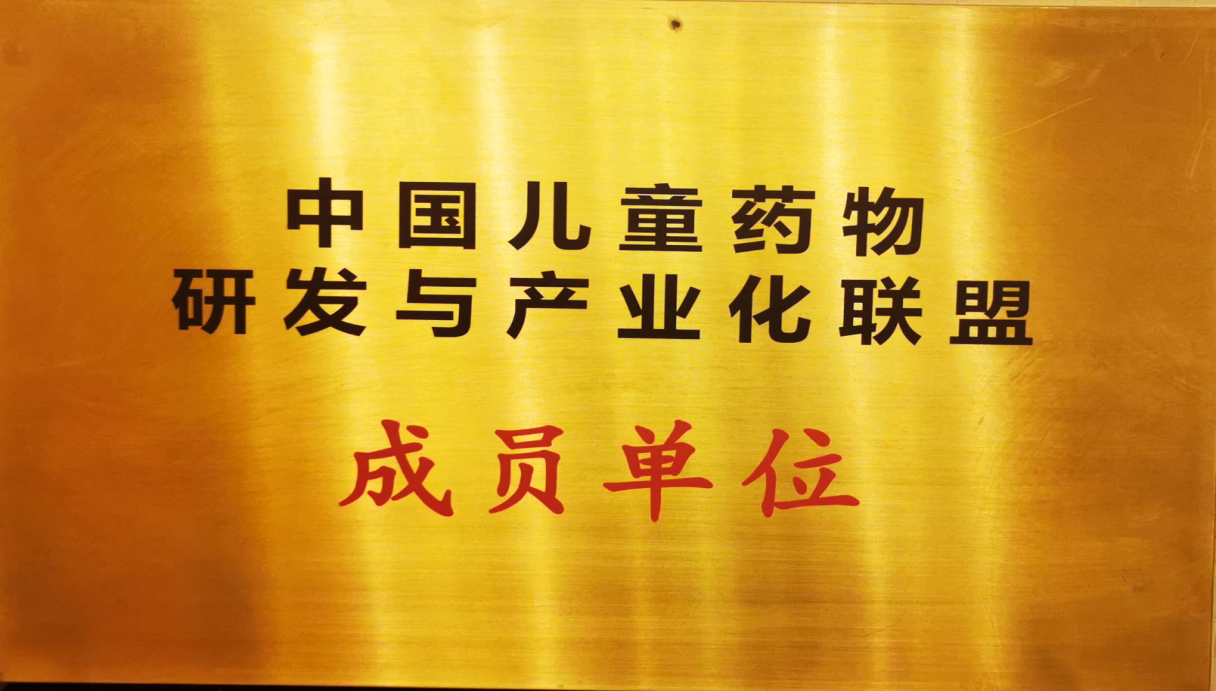 中国儿童药物
研发与产业化联盟
成员单位